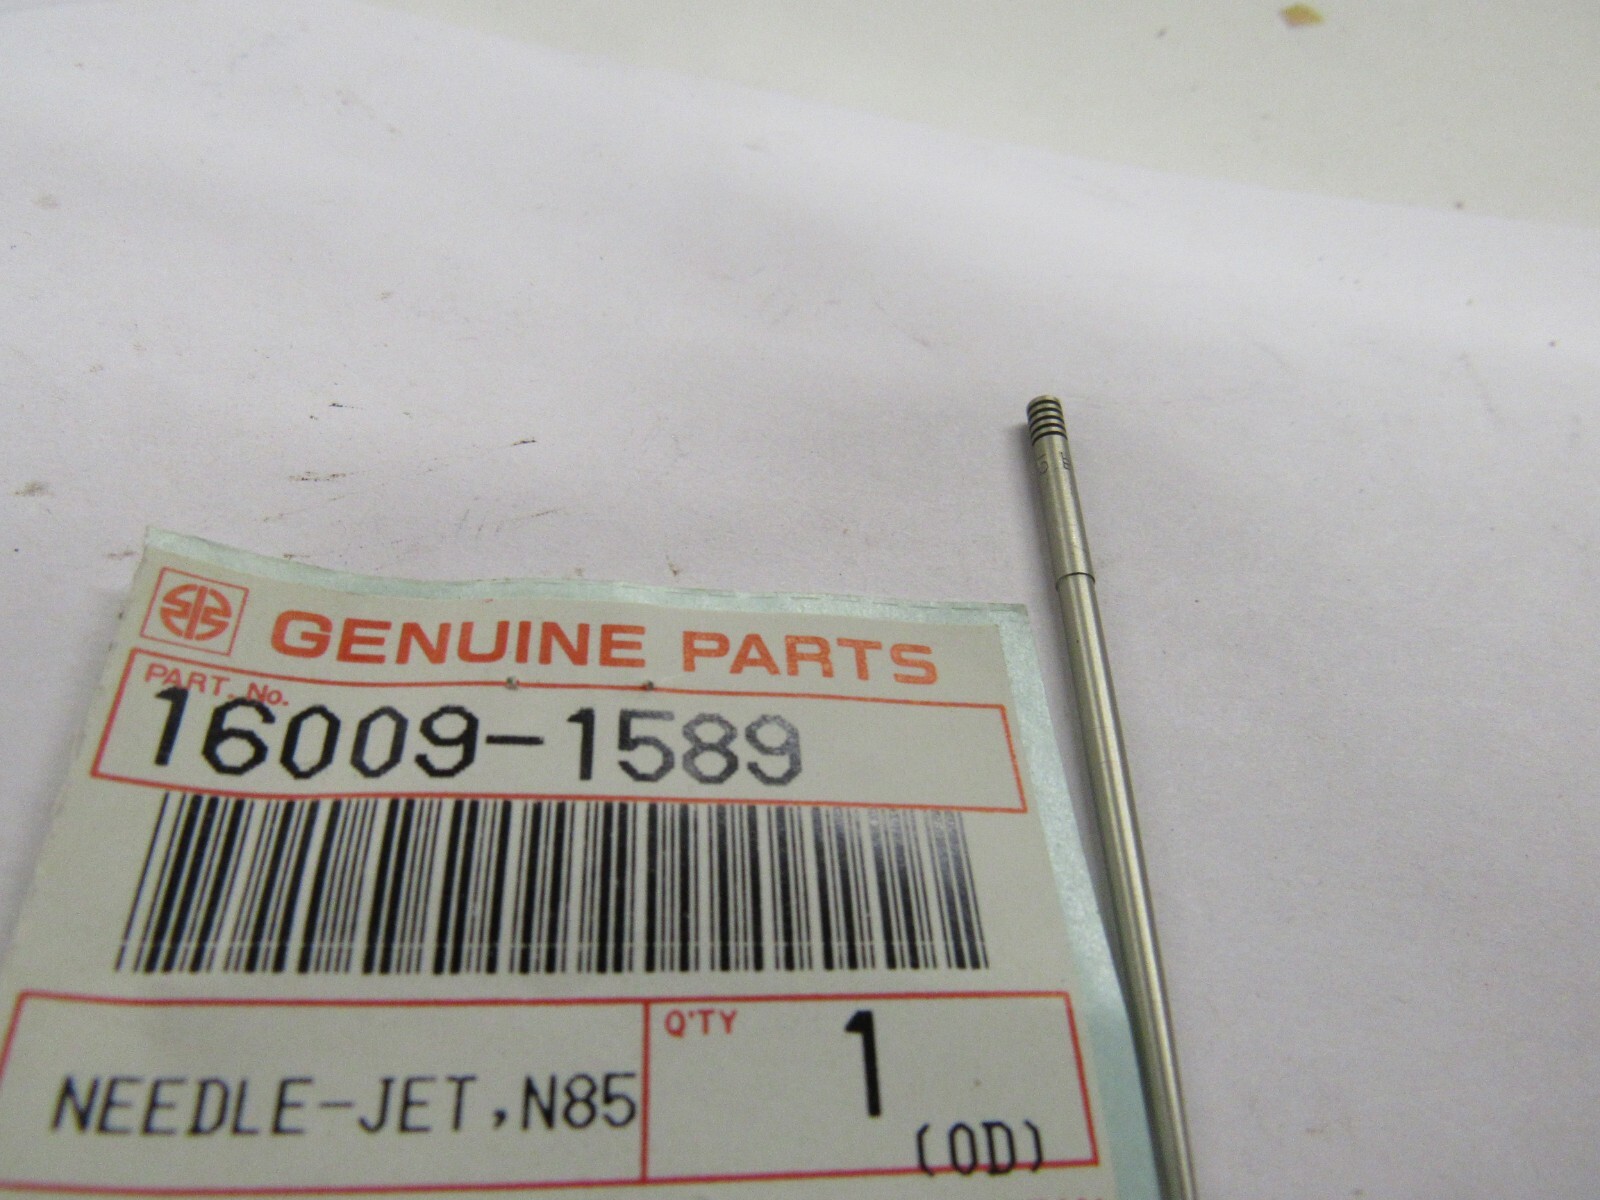 GENUINE PARTS
PART. No.
16009-1589
NEEDLE-JET,N85
Q'TY
1
(OD)